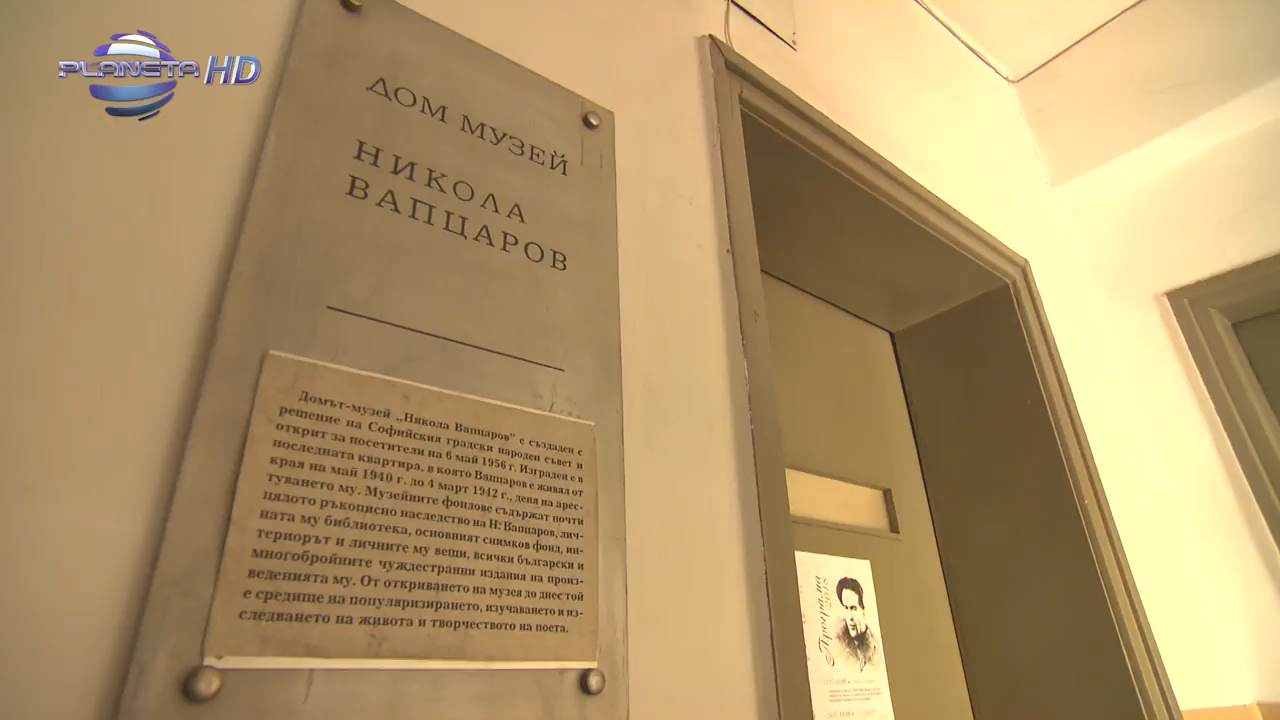 PLANETA HD
ДОМ МУЗЕЙ
НИКОЛА
ВАПЦАРОВ
Домът-музей „Никола Вапцаров" е създаден с
решение на Софийския градски народен съвет и
открит за посетители на 6 май 1956 г. Изграден е в
последната квартира, в която Вапцаров е живял от
края на май 1940 г. до 4 март 1942 г., деня на арес-
туването му. Музейните фондове съдържат почти
цялото ръкописно наследство на Н. Вапцаров, лич-
ната му библиотека, основният снимков фонд, ин-
териорът и личните му вещи, всички български и
многобройните чуждестранни издания на произ-
веденията му. От откриването на музея до днес той
е средище на популяризирането, изучаването и из-
следването на живота и творчеството на поета.
Програма
2018